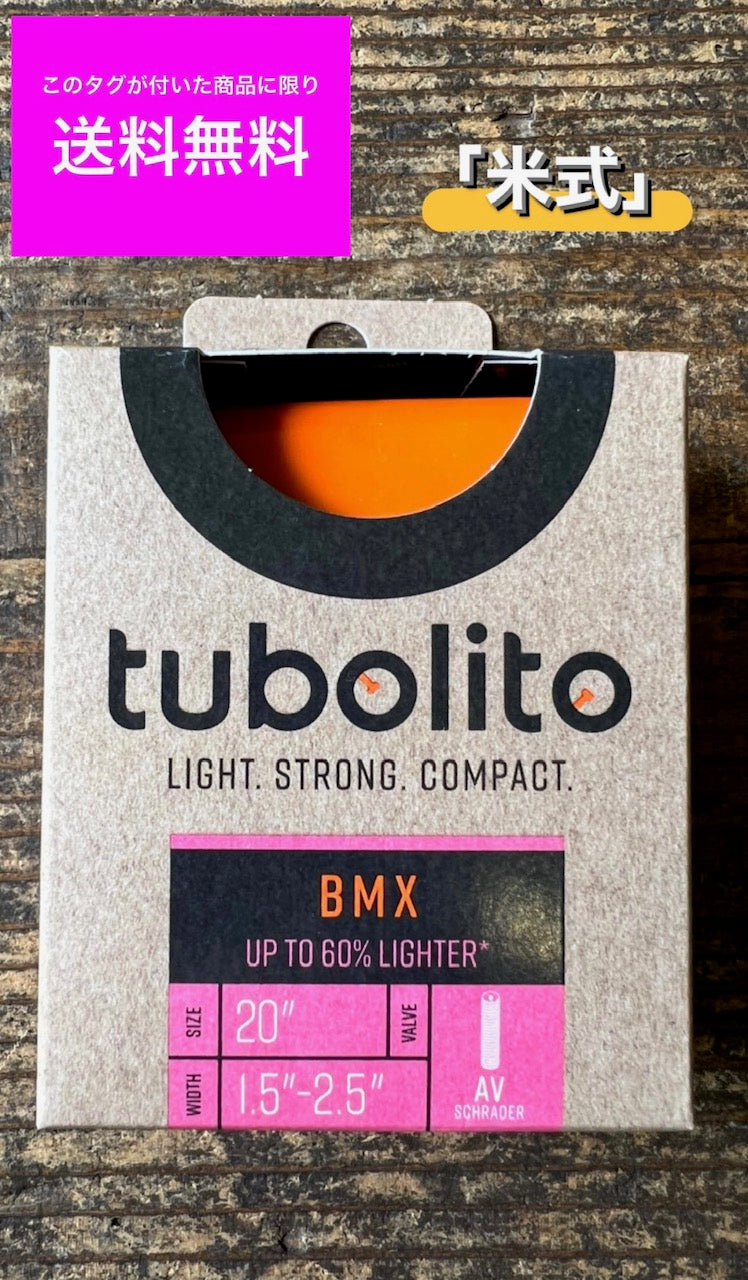 このタグが付いた商品に限り
送料無料
「米式」
tubolito
LIGHT. STRONG. COMPACT.
BMX
UP TO 60% LIGHTER*
SIZE
20"
VALVE
WIDTH
1.5"-2.5"
AV
SCHRADER